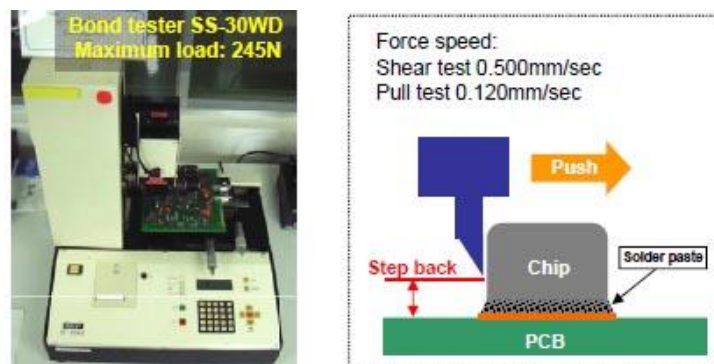 Bond tester SS-30WD
Maximum load: 245N
Force speed:
Shear test 0.500mm/sec
Pull test 0.120mm/sec
Push
Step back
Chip
Solder paste
PCB